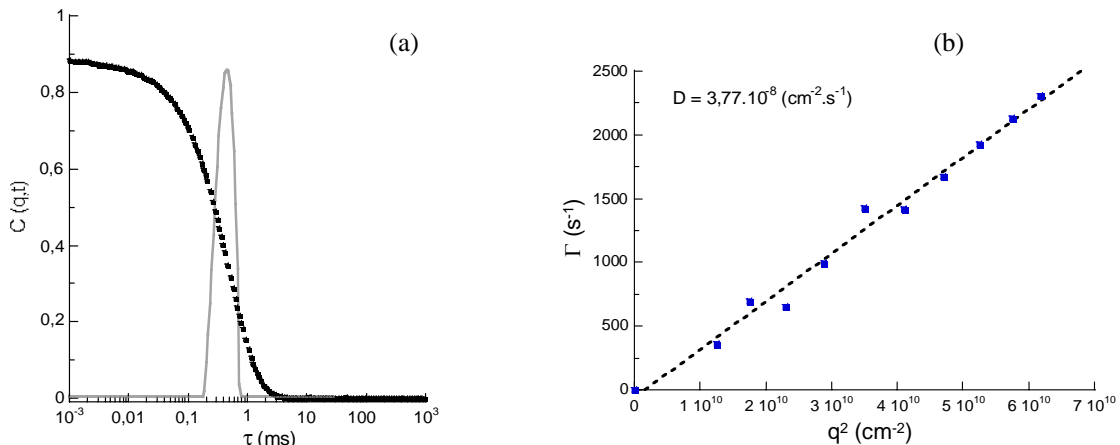 (a)
1
0,8
0,6
0,4
0,2
0
C (q,t)
10⁻³ 0,01 0,1 1 10 100 10³
τ (ms)
(b)
D = 3,77.10⁻⁸ (cm⁻².s⁻¹)
2500
2000
1500
1000
500
0
Γ (s⁻¹)
0 1 10¹⁰ 2 10¹⁰ 3 10¹⁰ 4 10¹⁰ 5 10¹⁰ 6 10¹⁰ 7 10¹⁰
q² (cm⁻²)